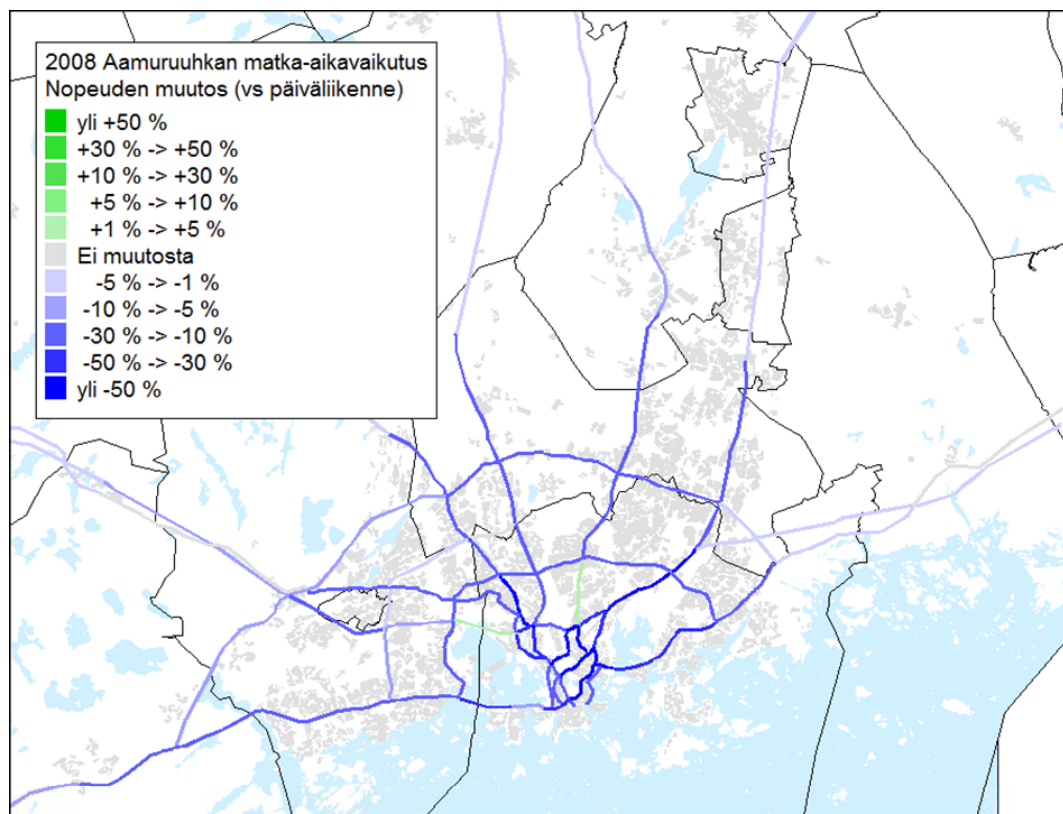 2008 Aamuruuhkan matka-aikavaikutus
Nopeuden muutos (vs päiväliikenne)
yli +50 %
+30 % -> +50 %
+10 % -> +30 %
+5 % -> +10 %
+1 % -> +5 %
Ei muutosta
-5 % -> -1 %
-10 % -> -5 %
-30 % -> -10 %
-50 % -> -30 %
yli -50 %